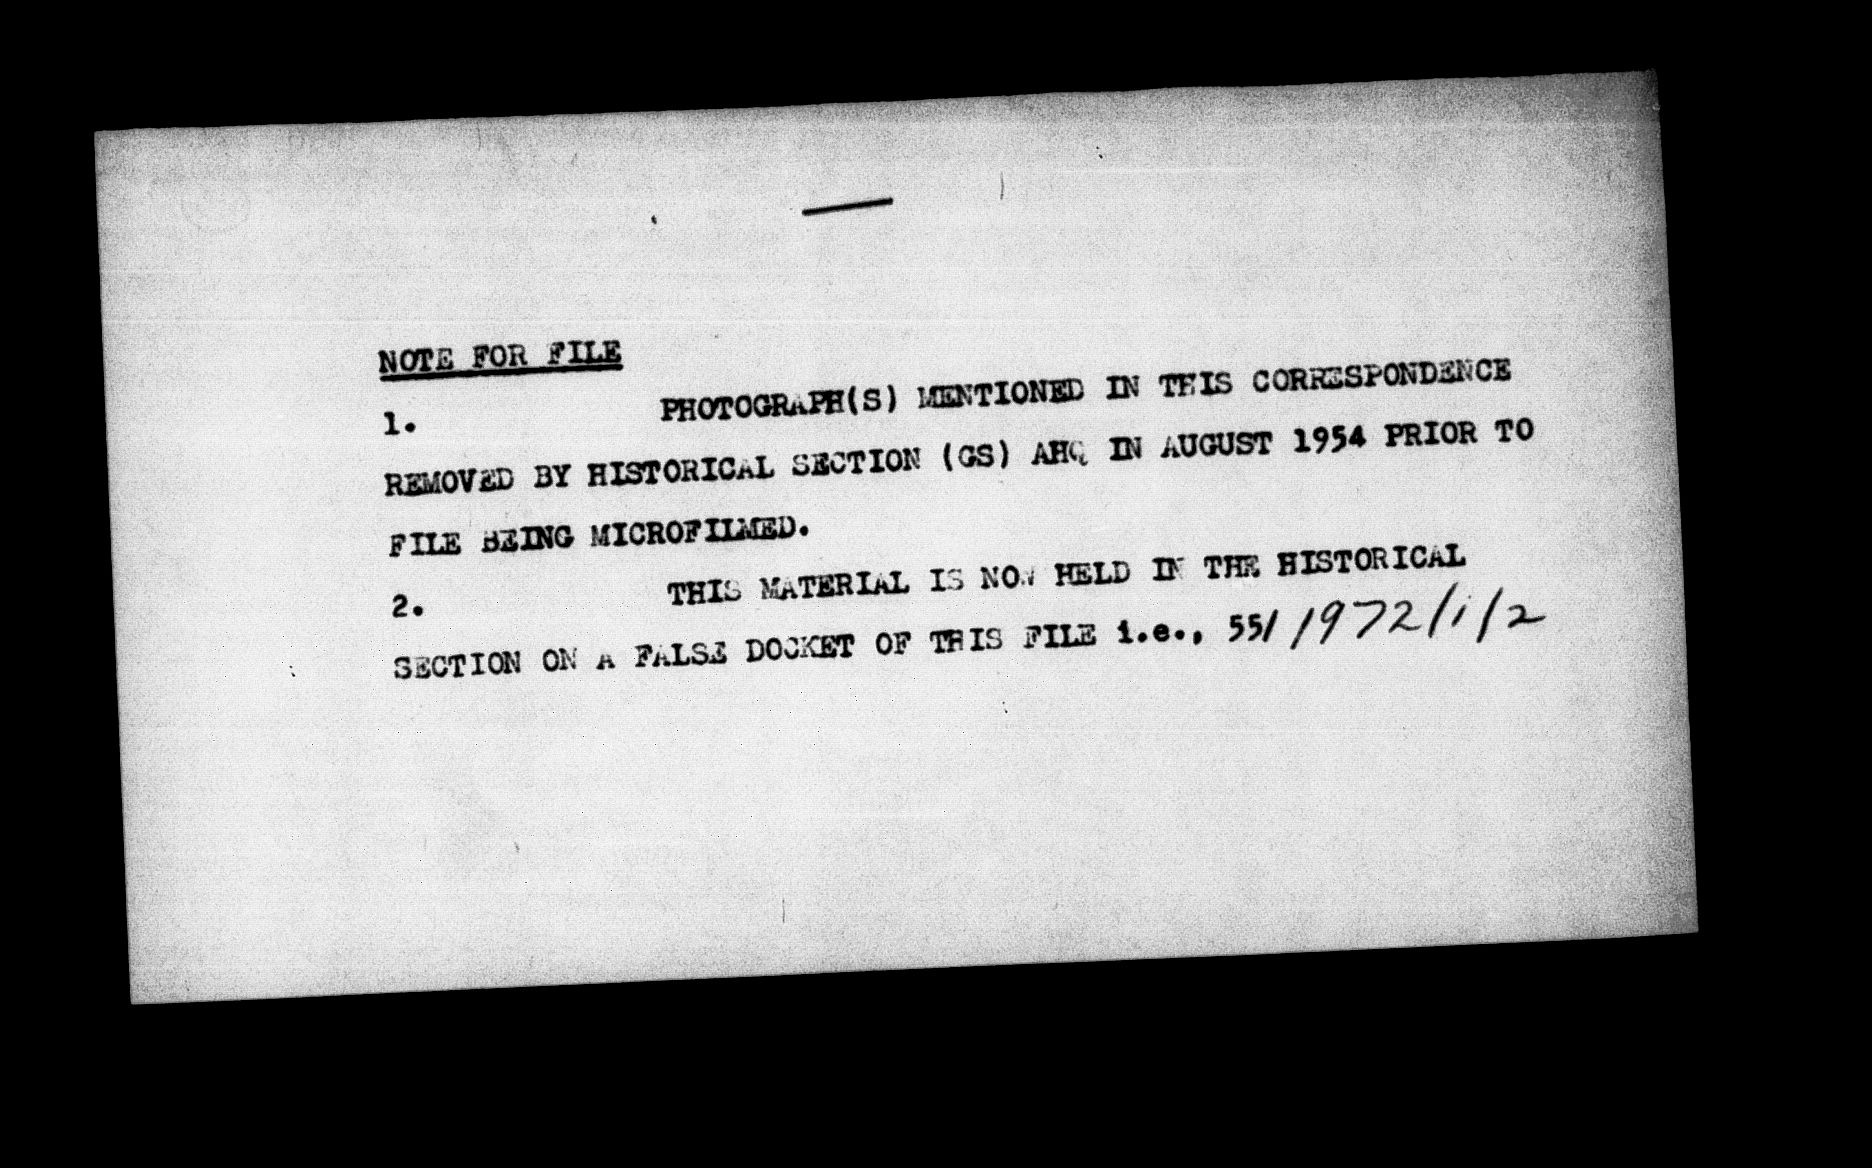 NOTE FOR FILE
1. PHOTOGRAPH(S) MENTIONED IN THIS CORRESPONDENCE
REMOVED BY HISTORICAL SECTION (GS) AHQ IN AUGUST 1954 PRIOR TO
FILE BEING MICROFILMED.
2. THIS MATERIAL IS NOW HELD IN THE HISTORICAL
SECTION ON A FALSE DOCKET OF THIS FILE i.e., 55/ /972/1/2